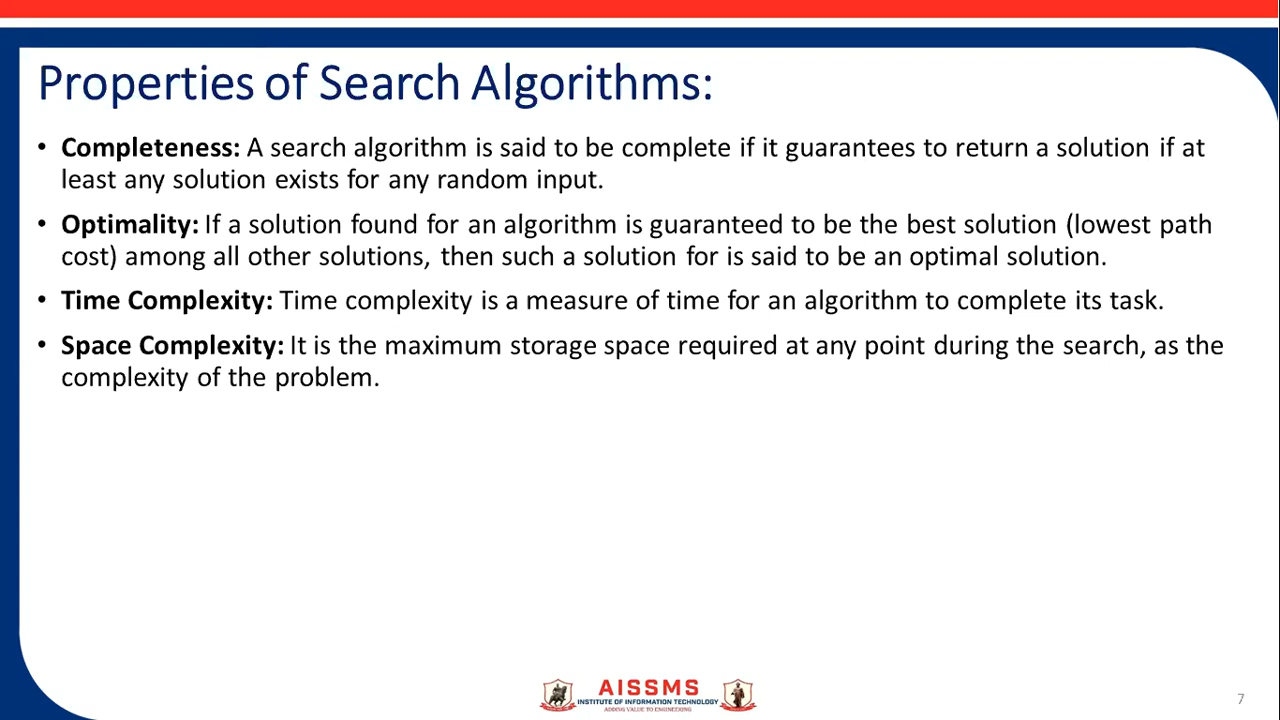 Properties of Search Algorithms:
• Completeness: A search algorithm is said to be complete if it guarantees to return a solution if at
least any solution exists for any random input.
• Optimality: If a solution found for an algorithm is guaranteed to be the best solution (lowest path
cost) among all other solutions, then such a solution for is said to be an optimal solution.
• Time Complexity: Time complexity is a measure of time for an algorithm to complete its task.
• Space Complexity: It is the maximum storage space required at any point during the search, as the
complexity of the problem.
AISSMS
INSTITUTE OF INFORMATION TECHNOLOGY
ADDING VALUE TO ENGINEERING
7